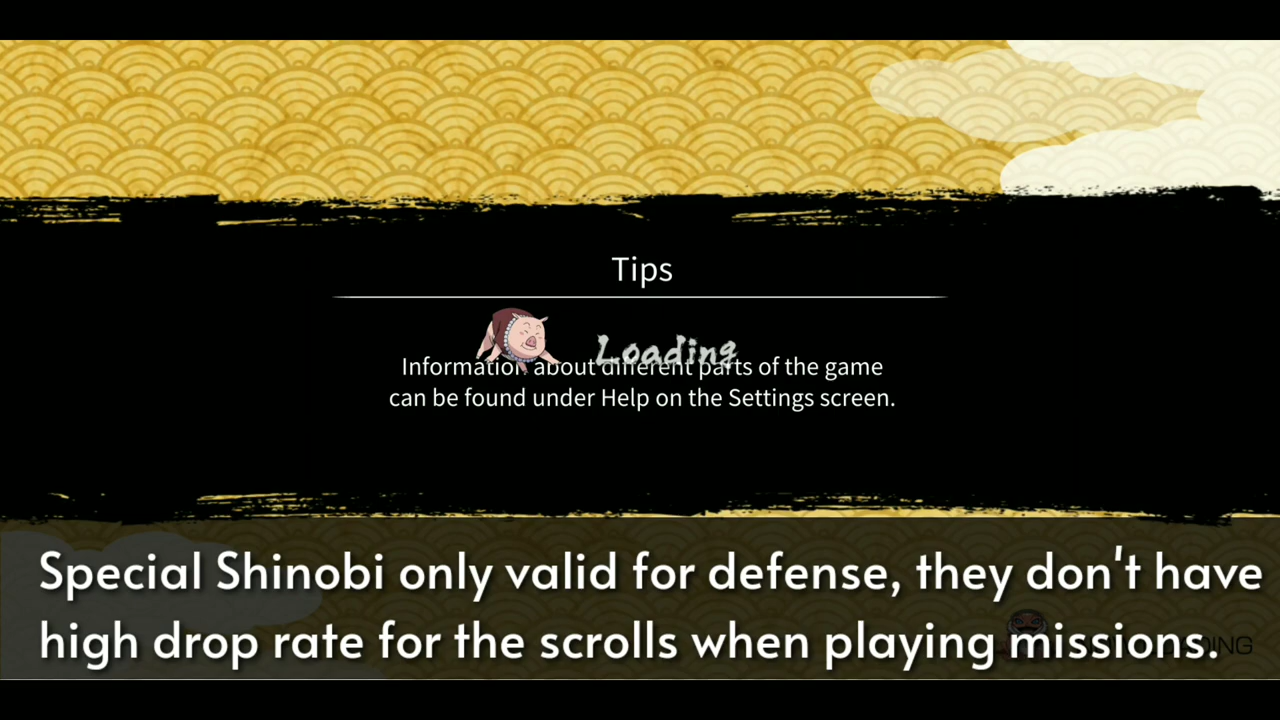 Tips
Loading
Information about different parts of the game
can be found under Help on the Settings screen.
Special Shinobi only valid for defense, they don't have
high drop rate for the scrolls when playing missions.